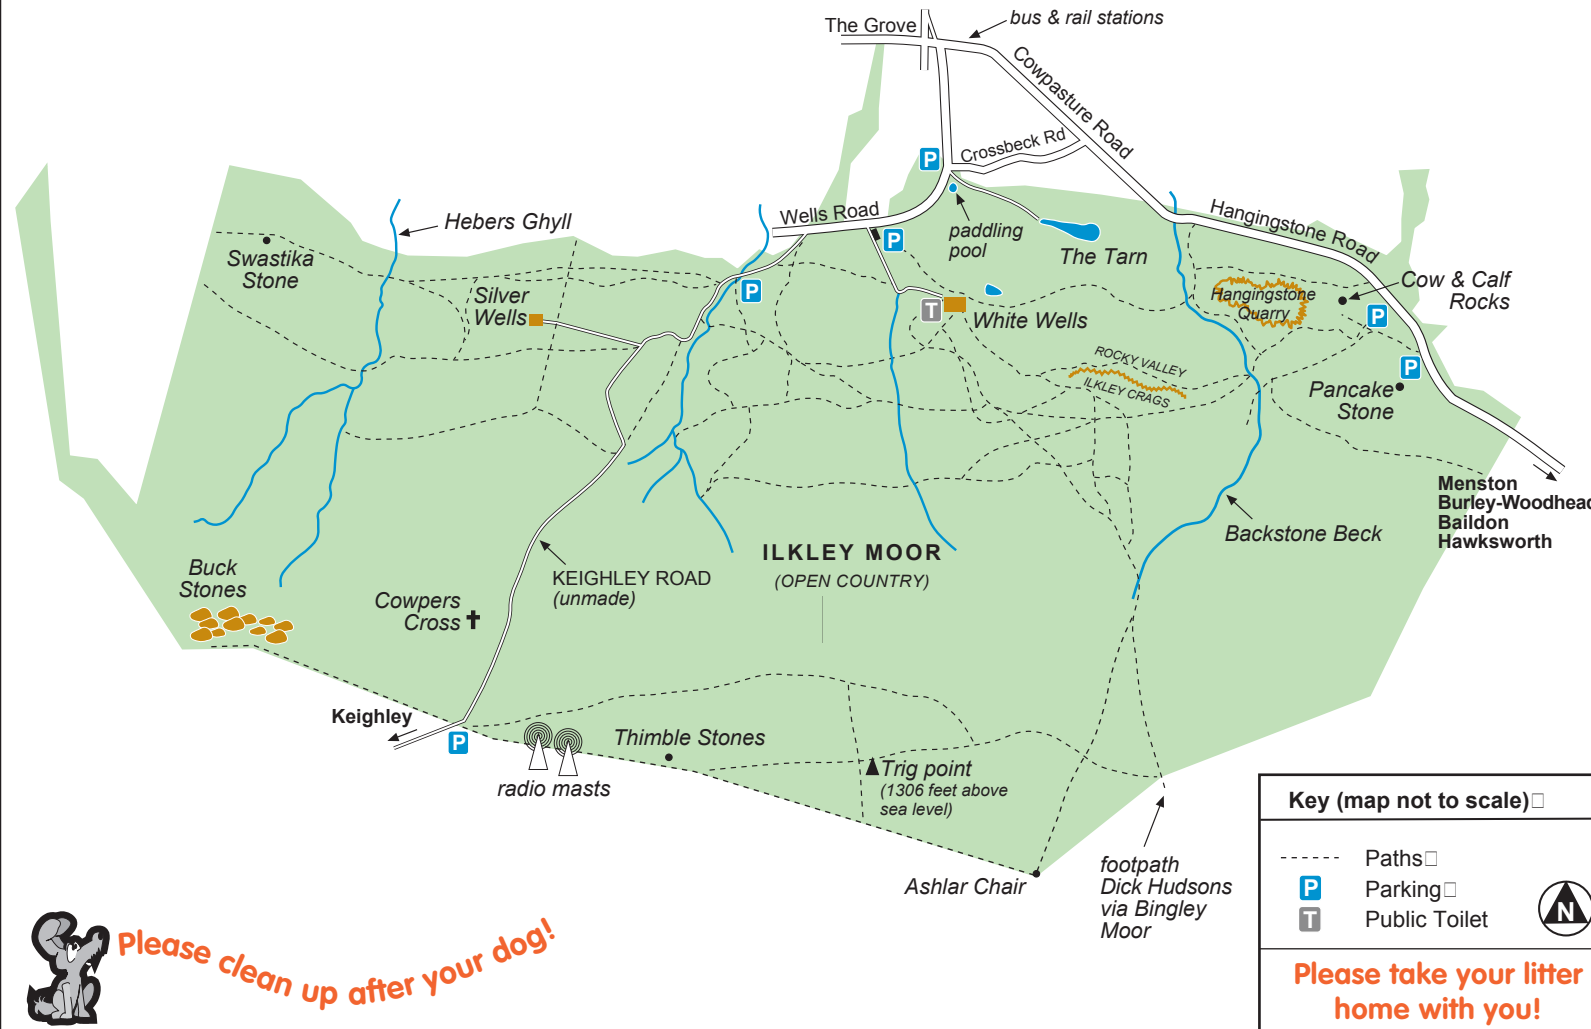 The Grove
bus & rail stations
Cowpasture Road
Crossbeck Rd
P
Wells Road
Hangingstone Road
Hebers Ghyll
Swastika
Stone
Silver
Wells
P
P
paddling
pool
The Tarn
T
White Wells
Hangingstone
Quarry
Cow & Calf
Rocks
P
P
ROCKY VALLEY
ILKLEY CRAGS
Pancake
Stone
Menston
Burley-Woodhead
Baildon
Hawksworth
Backstone Beck
ILKLEY MOOR
(OPEN COUNTRY)
KEIGHLEY ROAD
(unmade)
Buck
Stones
Cowpers
Cross
Keighley
P
radio masts
Thimble Stones
Trig point
(1306 feet above
sea level)
Ashlar Chair
footpath
Dick Hudsons
via Bingley
Moor
Key (map not to scale)
Paths
P Parking
T Public Toilet
N
Please take your litter
home with you!
Please clean up after your dog!